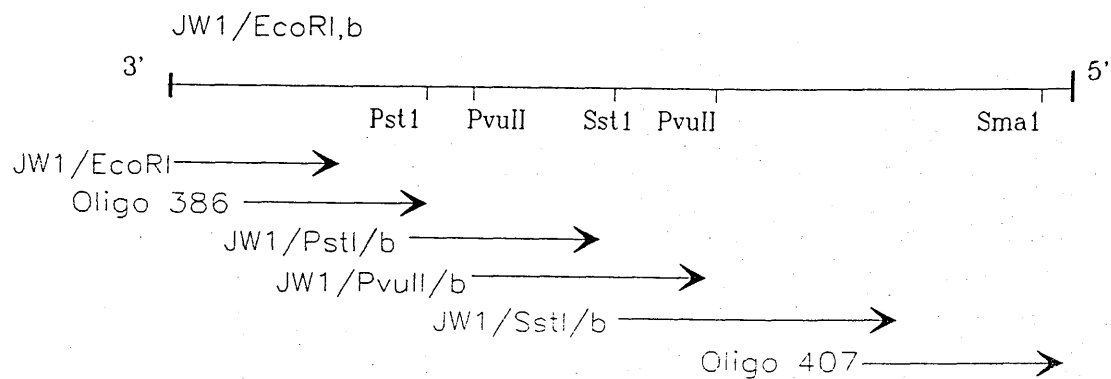 JW1/EcoRI,b
3' 5'
Pst1 PvuII Sst1 PvuII Sma1
JW1/EcoRI
Oligo 386
JW1/PstI/b
JW1/PvuII/b
JW1/SstI/b
Oligo 407